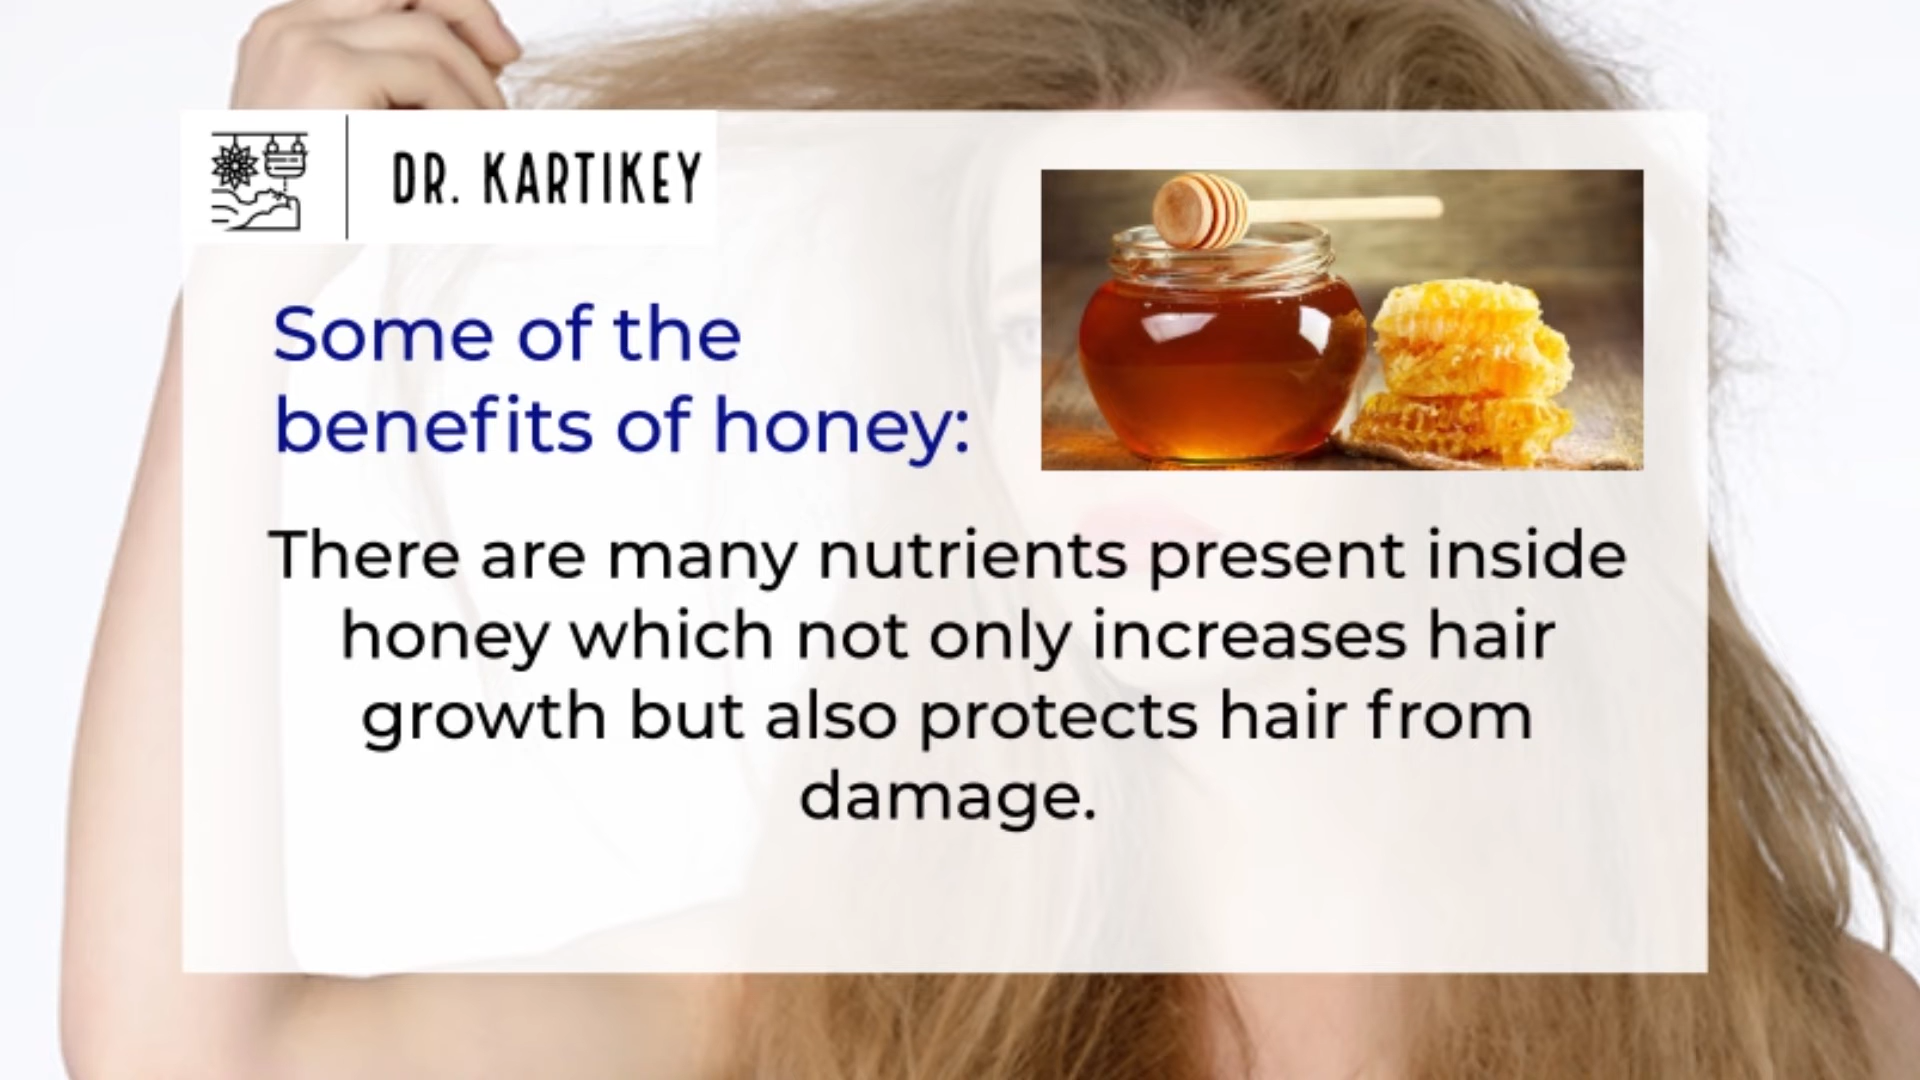 DR. KARTIKEY
Some of the
benefits of honey:
There are many nutrients present inside
honey which not only increases hair
growth but also protects hair from
damage.